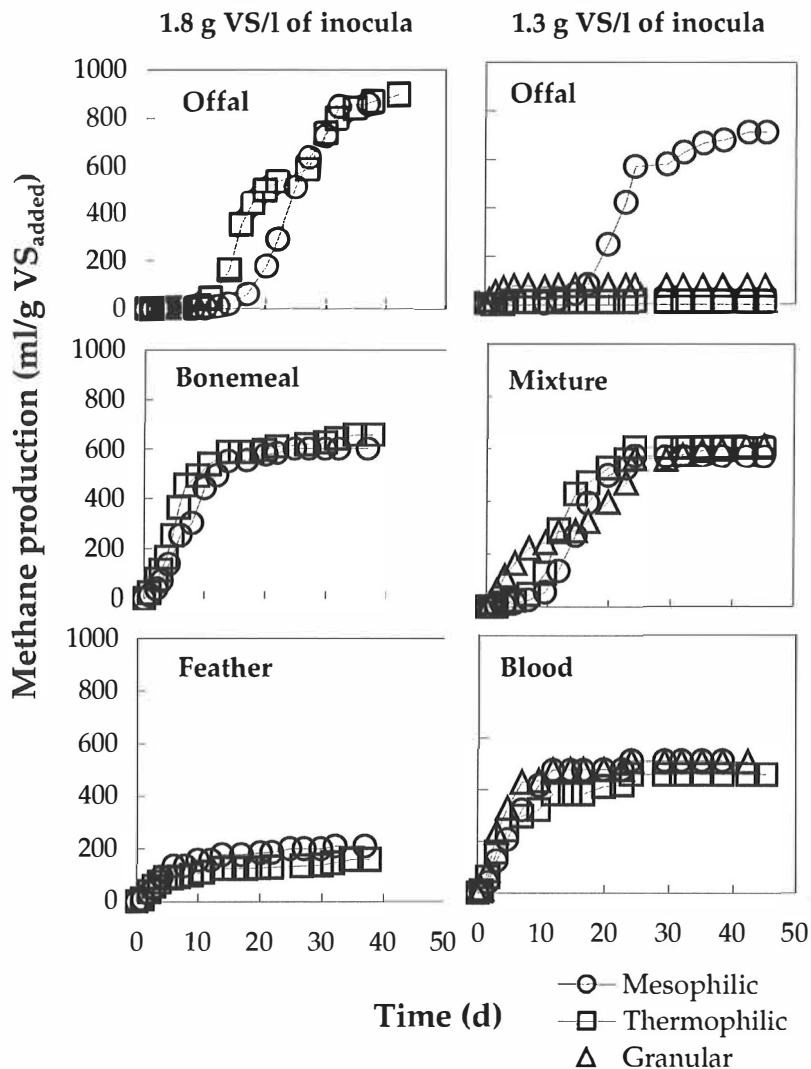 1.8 g VS/l of inocula
1.3 g VS/l of inocula
Methane production (ml/g VSadded)
1000
800
600
400
200
0
Offal
Offal
1000
800
600
400
200
0
Bonemeal
Mixture
1000
800
600
400
200
0
Feather
Blood
0 10 20 30 40 50
0 10 20 30 40 50
Time (d)
Mesophilic
Thermophilic
Granular